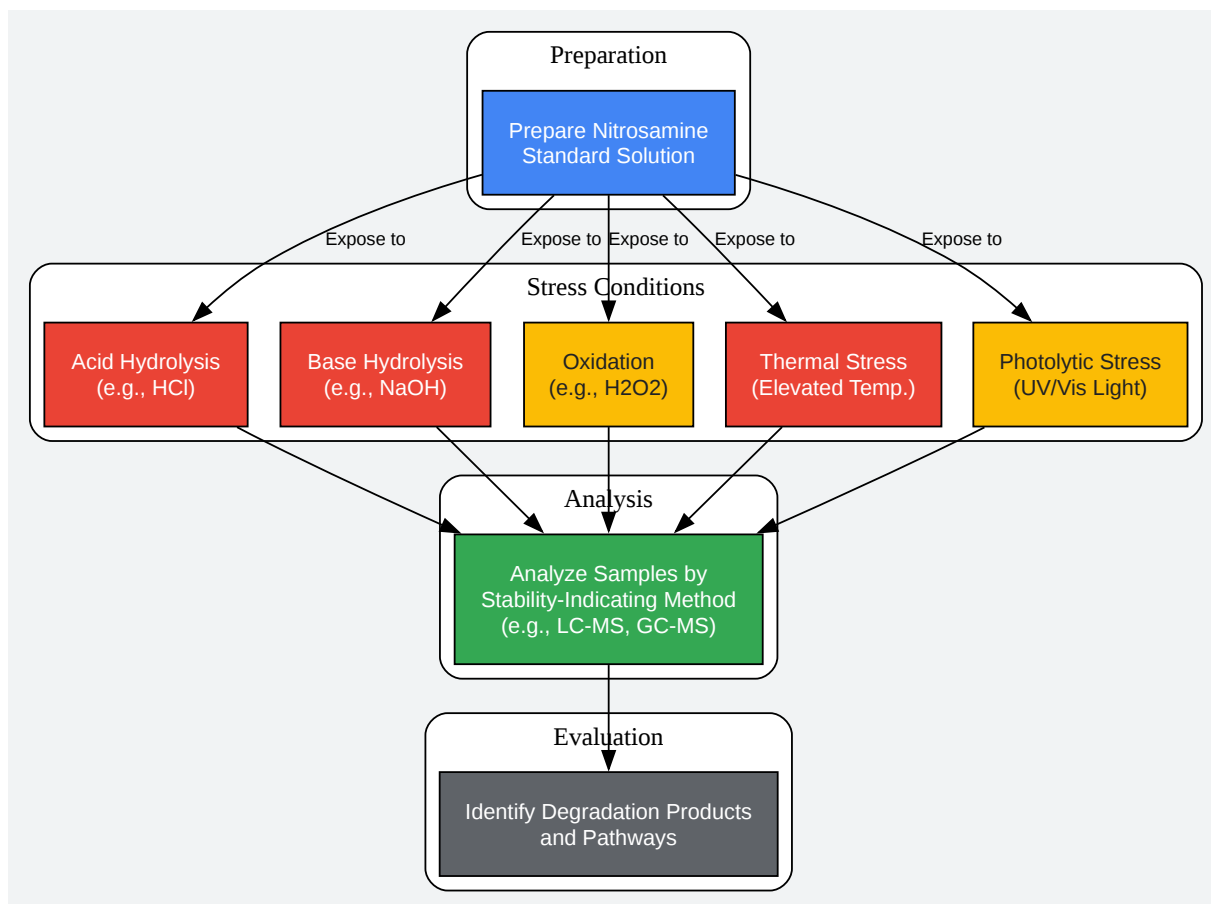 Preparation
Prepare Nitrosamine
Standard Solution
Expose to
Expose to
Expose to
Expose to
Expose to
Stress Conditions
Acid Hydrolysis
(e.g., HCl)
Base Hydrolysis
(e.g., NaOH)
Oxidation
(e.g., H2O2)
Thermal Stress
(Elevated Temp.)
Photolytic Stress
(UV/Vis Light)
Analysis
Analyze Samples by
Stability-Indicating Method
(e.g., LC-MS, GC-MS)
Evaluation
Identify Degradation Products
and Pathways